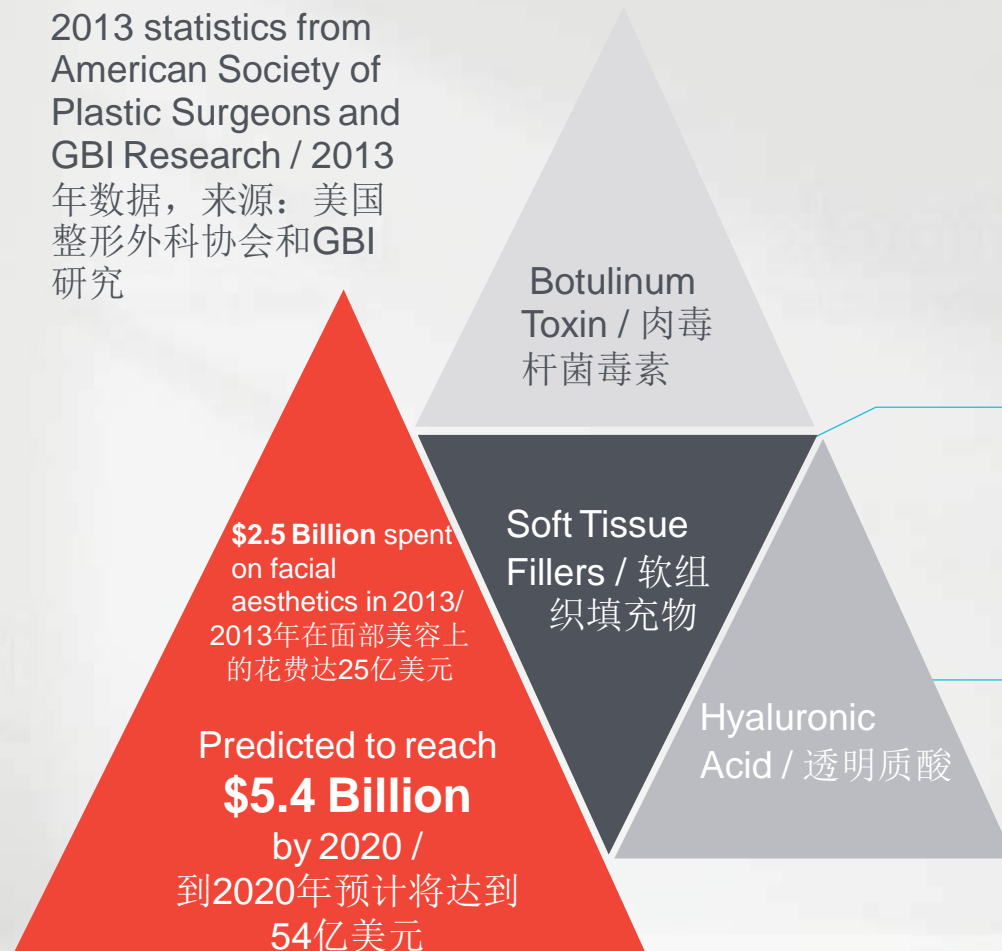 2013 statistics from
American Society of
Plastic Surgeons and
GBI Research / 2013
年数据，来源：美国
整形外科协会和GBI
研究
Botulinum
Toxin / 肉毒
杆菌毒素
Soft Tissue
Fillers / 软组
织填充物
$2.5 Billion spent
on facial
aesthetics in 2013/
2013年在面部美容上
的花费达25亿美元
Hyaluronic
Acid / 透明质酸
Predicted to reach
$5.4 Billion
by 2020 /
到2020年预计将达到
54亿美元